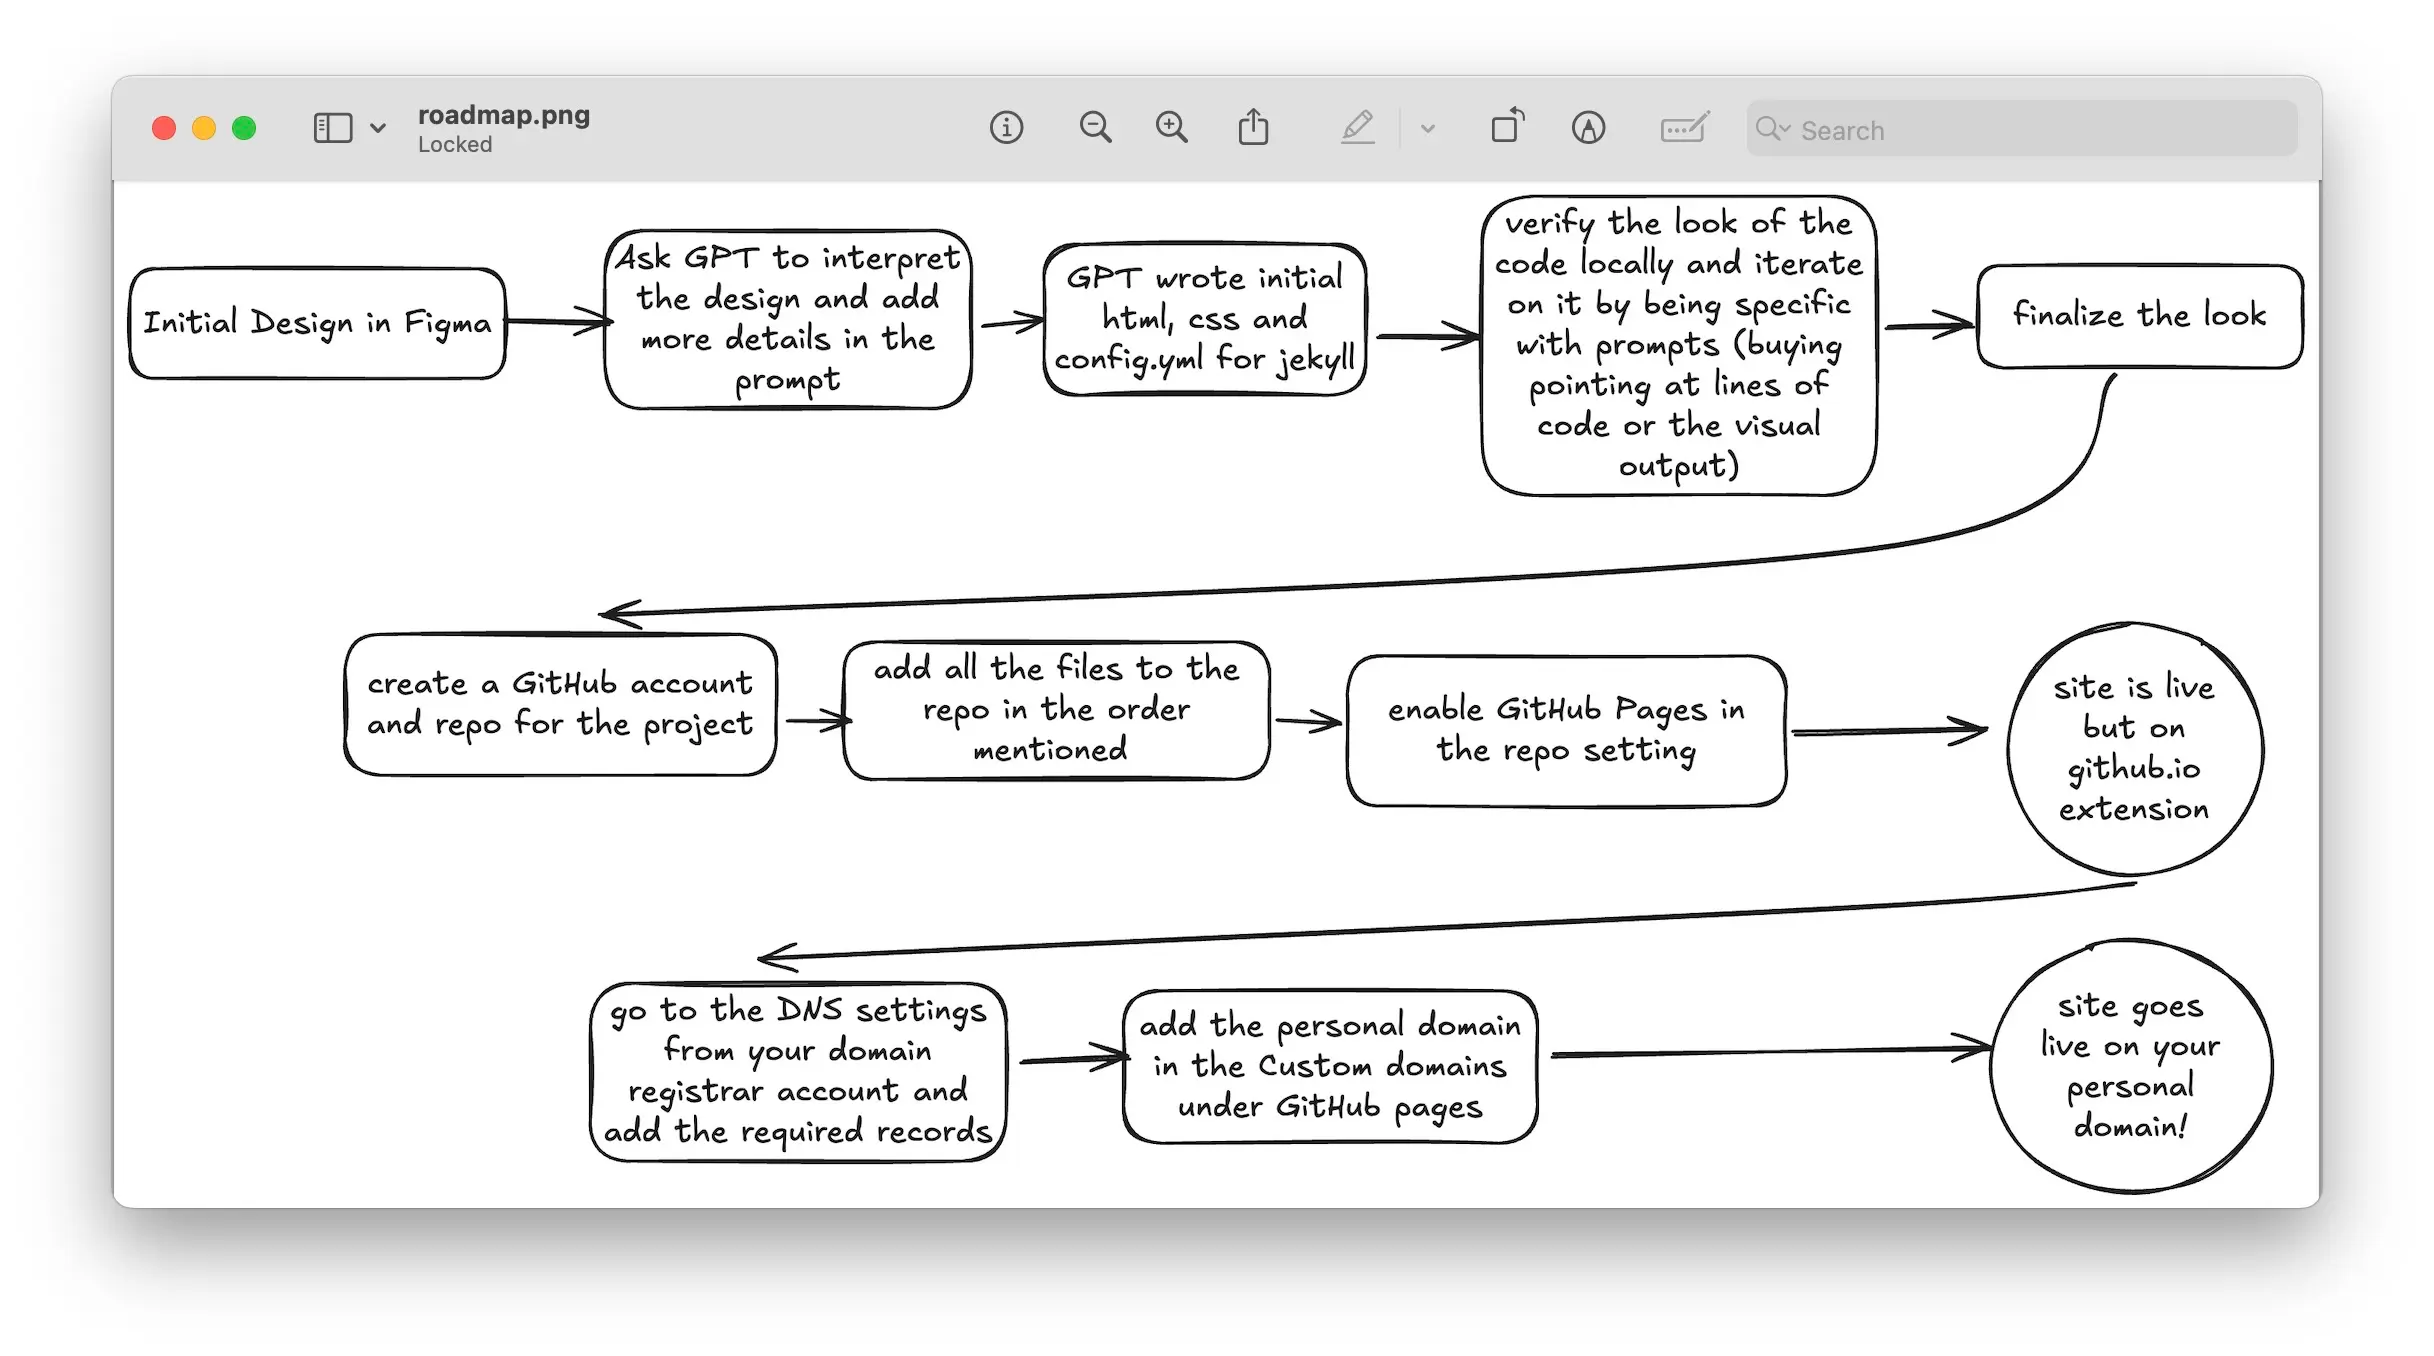 roadmap.png
Locked
Search
Initial Design in Figma
Ask GPT to interpret
the design and add
more details in the
prompt
GPT wrote initial
html, css and
config.yml for jekyll
verify the look of the
code locally and iterate
on it by being specific
with prompts (buying
pointing at lines of
code or the visual
output)
finalize the look
create a GitHub account
and repo for the project
add all the files to the
repo in the order
mentioned
enable GitHub Pages in
the repo setting
site is live
but on
github.io
extension
go to the DNS settings
from your domain
registrar account and
add the required records
add the personal domain
in the Custom domains
under GitHub pages
site goes
live on your
personal
domain!